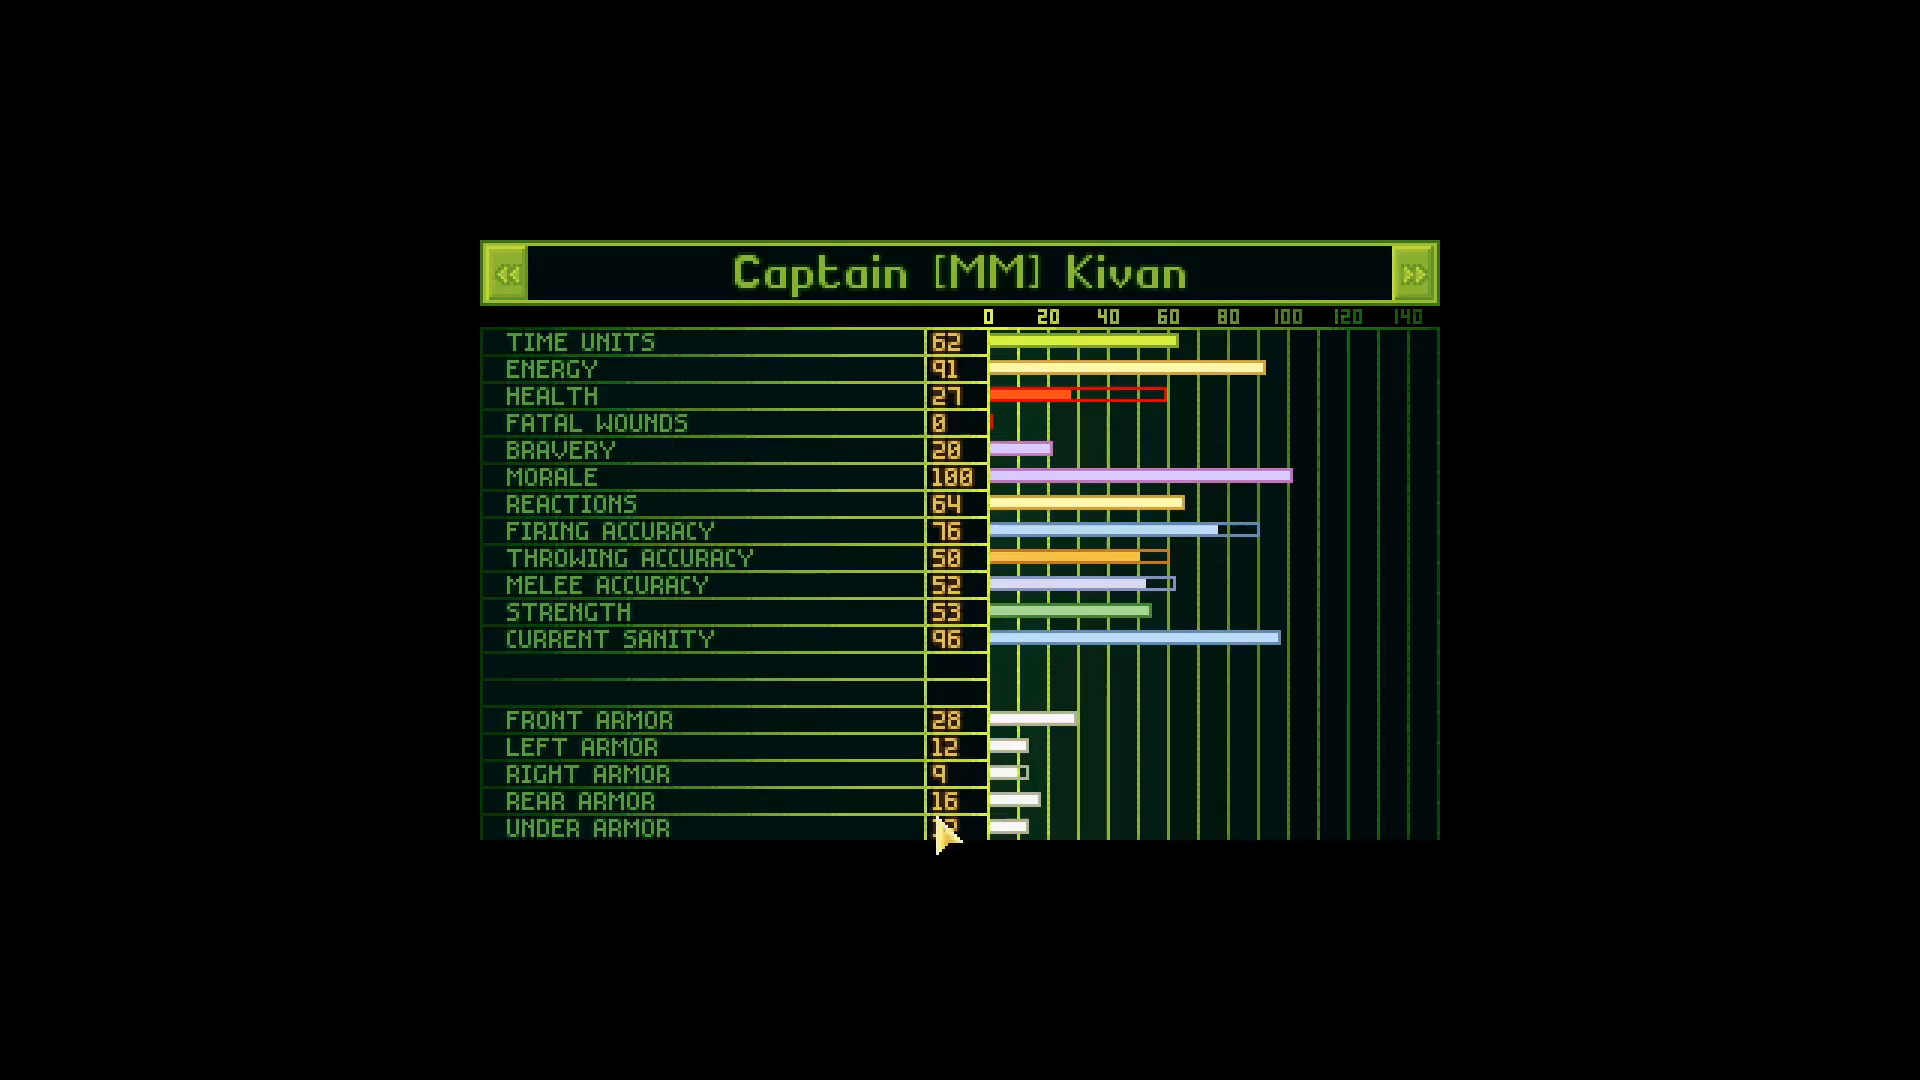 Captain [MM] Kivan
0 20 40 60 80 100 120 140
TIME UNITS 62
ENERGY 91
HEALTH 27
FATAL WOUNDS 0
BRAVERY 20
MORALE 100
REACTIONS 64
FIRING ACCURACY 76
THROWING ACCURACY 50
MELEE ACCURACY 52
STRENGTH 53
CURRENT SANITY 96
FRONT ARMOR 28
LEFT ARMOR 12
RIGHT ARMOR 9
REAR ARMOR 16
UNDER ARMOR